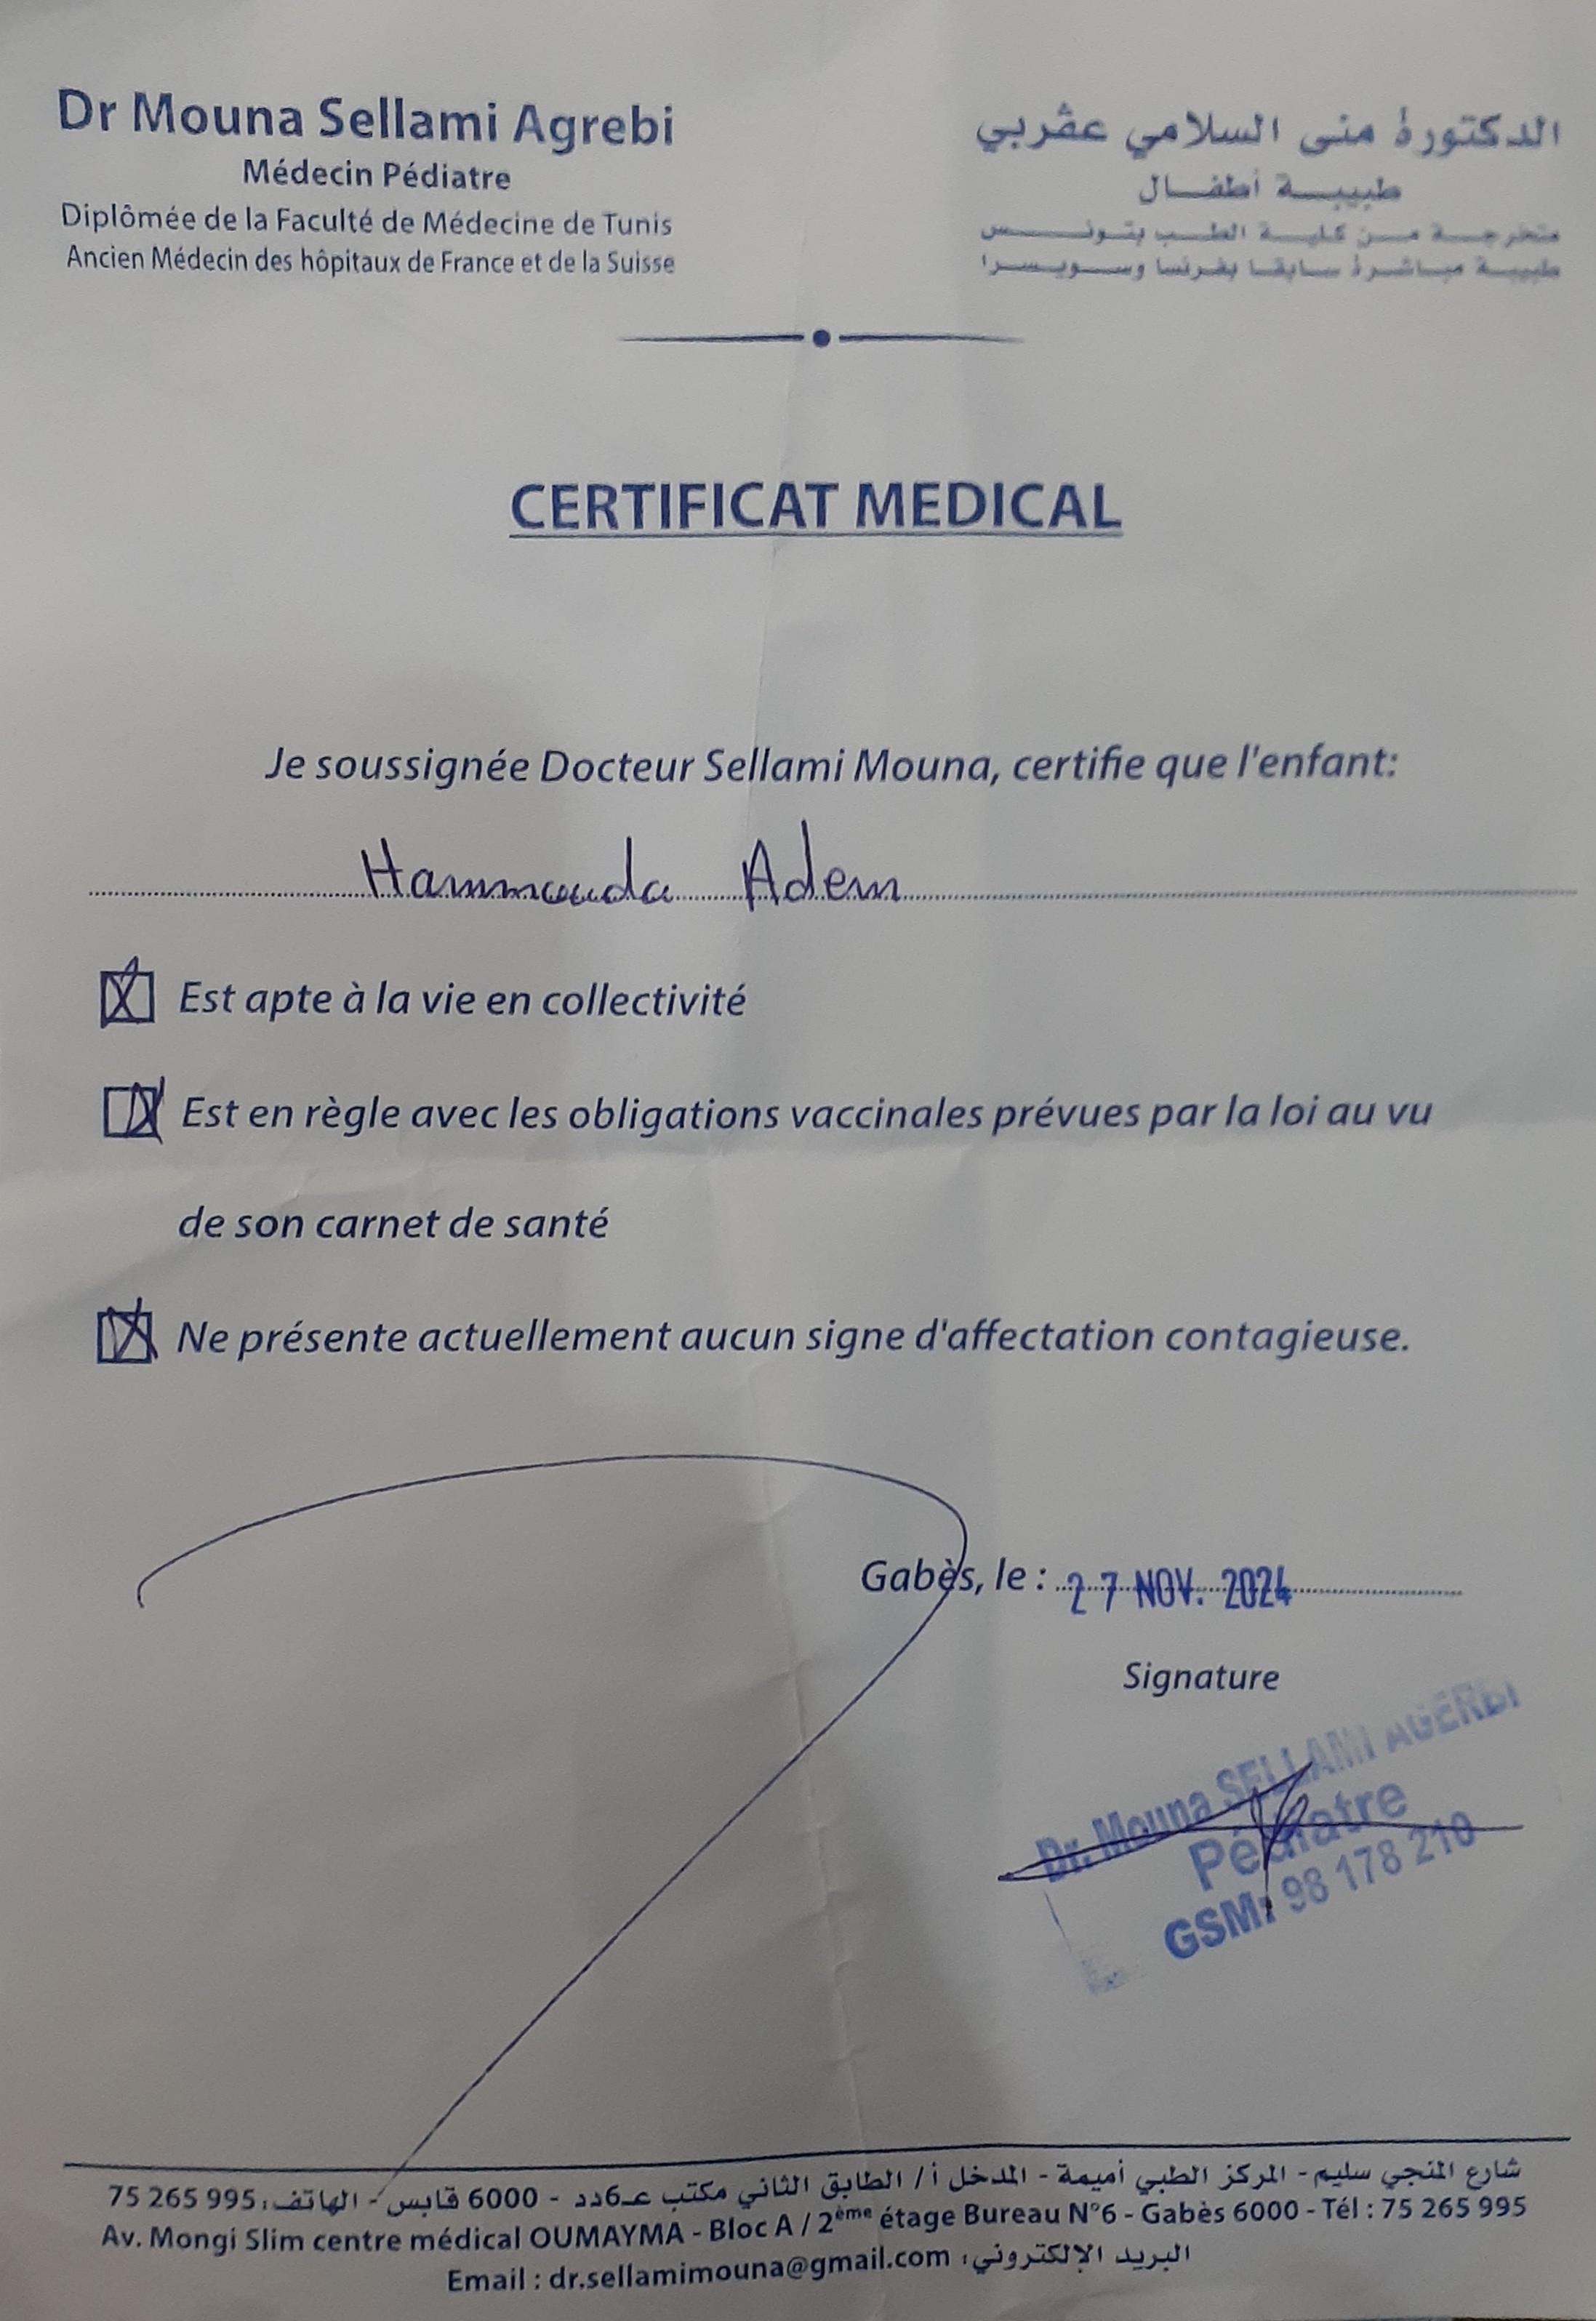 Dr Mouna Sellami Agrebi
Médecin Pédiatre
Diplômée de la Faculté de Médecine de Tunis
Ancien Médecin des hôpitaux de France et de la Suisse
الدكتورة منى السلامي عڤربي
طبيبة أطفال
متخرجة من كلية الطب بتونس
طبيبة مباشرة سابقا بفرنسا وسويسرا
CERTIFICAT MEDICAL
Je soussignée Docteur Sellami Mouna, certifie que l'enfant:
Hammouda Adem
Est apte à la vie en collectivité
Est en règle avec les obligations vaccinales prévues par la loi au vu
de son carnet de santé
Ne présente actuellement aucun signe d'affectation contagieuse.
Gabès, le : 27 NOV. 2024
Signature
Dr. Mouna SELLAMI AGERBI
Pédiatre
GSM: 98 178 210
شارع المنجي سليم - المركز الطبي أميمة - المدخل أ / الطابق الثاني مكتب عـ6ـدد - 6000 قابس - الهاتف: 75 265 995
Av. Mongi Slim centre médical OUMAYMA - Bloc A / 2ème étage Bureau N°6 - Gabès 6000 - Tél : 75 265 995
Email : dr.sellamimouna@gmail.com البريد الإلكتروني: